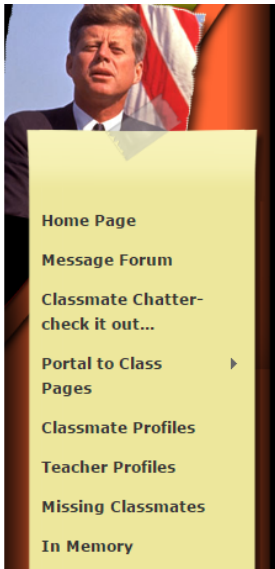 Home Page
Message Forum
Classmate Chatter-
check it out...
Portal to Class
Pages
Classmate Profiles
Teacher Profiles
Missing Classmates
In Memory